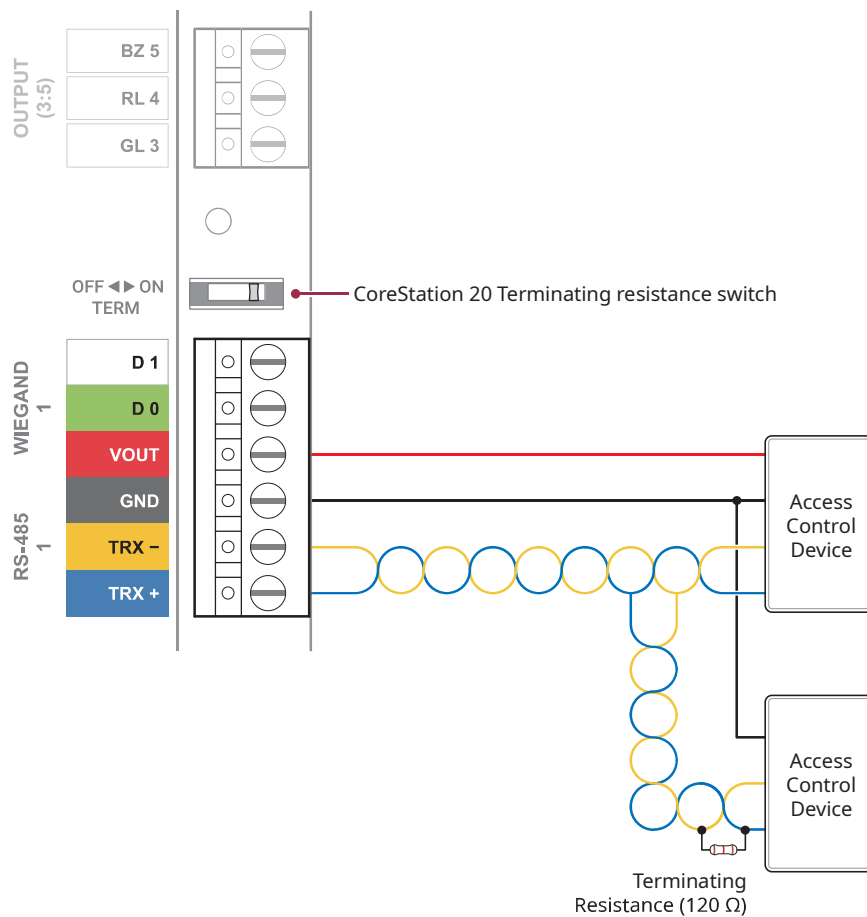 OUTPUT
(3:5)
BZ 5
RL 4
GL 3
OFF ◀▶ ON
TERM
CoreStation 20 Terminating resistance switch
WIEGAND
1
D 1
D 0
VOUT
GND
RS-485
1
TRX −
TRX +
Access
Control
Device
Access
Control
Device
Terminating
Resistance (120 Ω)